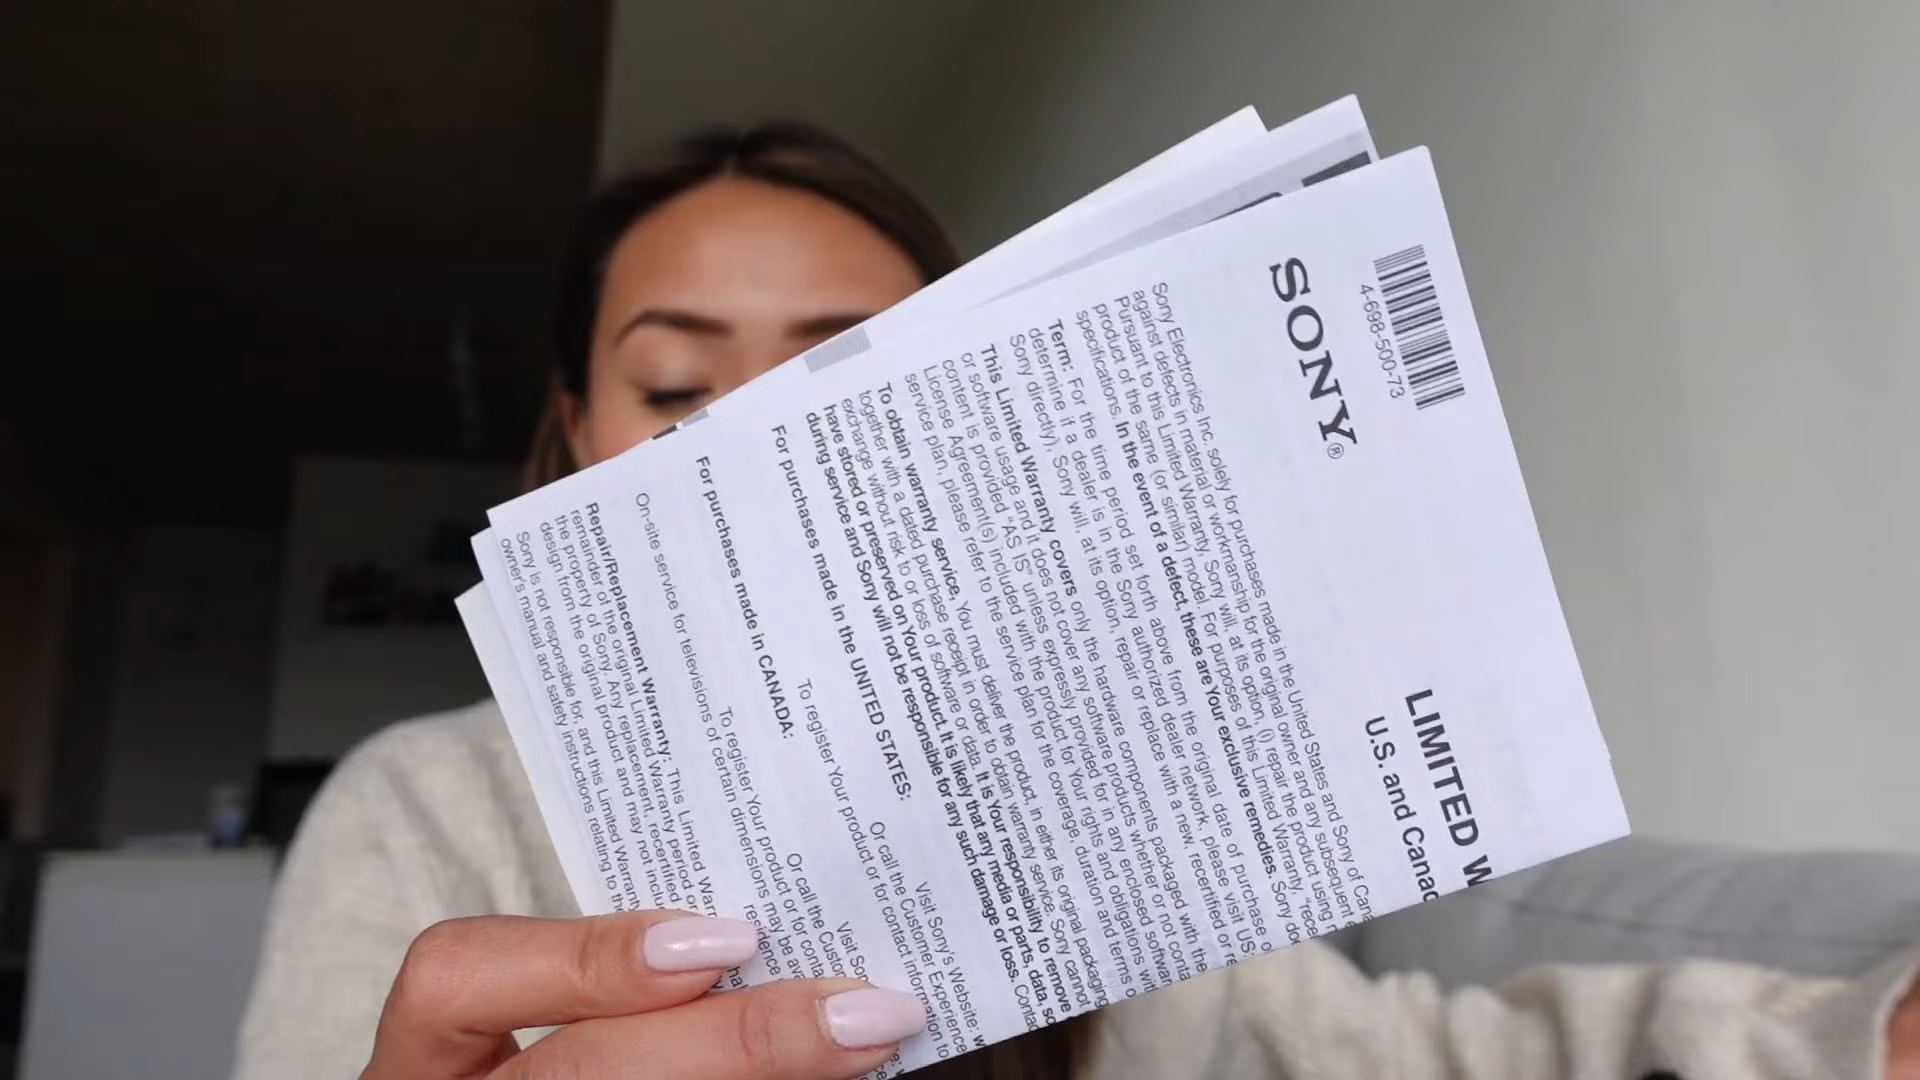 SONY®
4-698-500-73
LIMITED W
U.S. and Canad
Sony Electronics Inc. solely for purchases made in the United States and Sony of Cana
against defects in material or workmanship for the original owner and any subsequent
Pursuant to this Limited Warranty, Sony will, at its option, (i) repair the product using
product of the same (or similar) model. For purposes of this Limited Warranty, "rece
specifications. In the event of a defect, these are Your exclusive remedies.
Term: For the time period set forth above from the original date of purchase o
determine if a dealer is in the Sony authorized dealer network, please visit US:
Sony directly), Sony will, at its option, repair or replace with a new, recertified or re
This Limited Warranty covers only the hardware components packaged with the
or software usage and it does not cover any software products whether or not conta
content is provided "AS IS" unless expressly provided for in any enclosed softwar
License Agreement(s) included with the product for Your rights and obligations wit
service plan, please refer to the service plan for the coverage, duration and terms o
To obtain warranty service, You must deliver the product, in either its original packaging
together with a dated purchase receipt in order to obtain warranty service. Sony cannot
exchange without risk to or loss of software or data. It is Your responsibility to remove
have stored or preserved on Your product. It is likely that any media or parts, data, so
during service and Sony will not be responsible for any such damage or loss. Contac
For purchases made in the UNITED STATES:
Visit Sony's Website: w
Or call the Customer Experience
To register Your product or for contact information to
For purchases made in CANADA:
Visit Son
Or call the Custom
To register Your product or for conta
On-site service for televisions of certain dimensions may be ava
residence
Repair/Replacement Warranty: This Limited Warr
remainder of the original Limited Warranty period or
the property of Sony. Any replacement, recertified
design from the original product and may not includ
Sony is not responsible for, and this Limited Warranty
owner's manual and safety instructions relating to th